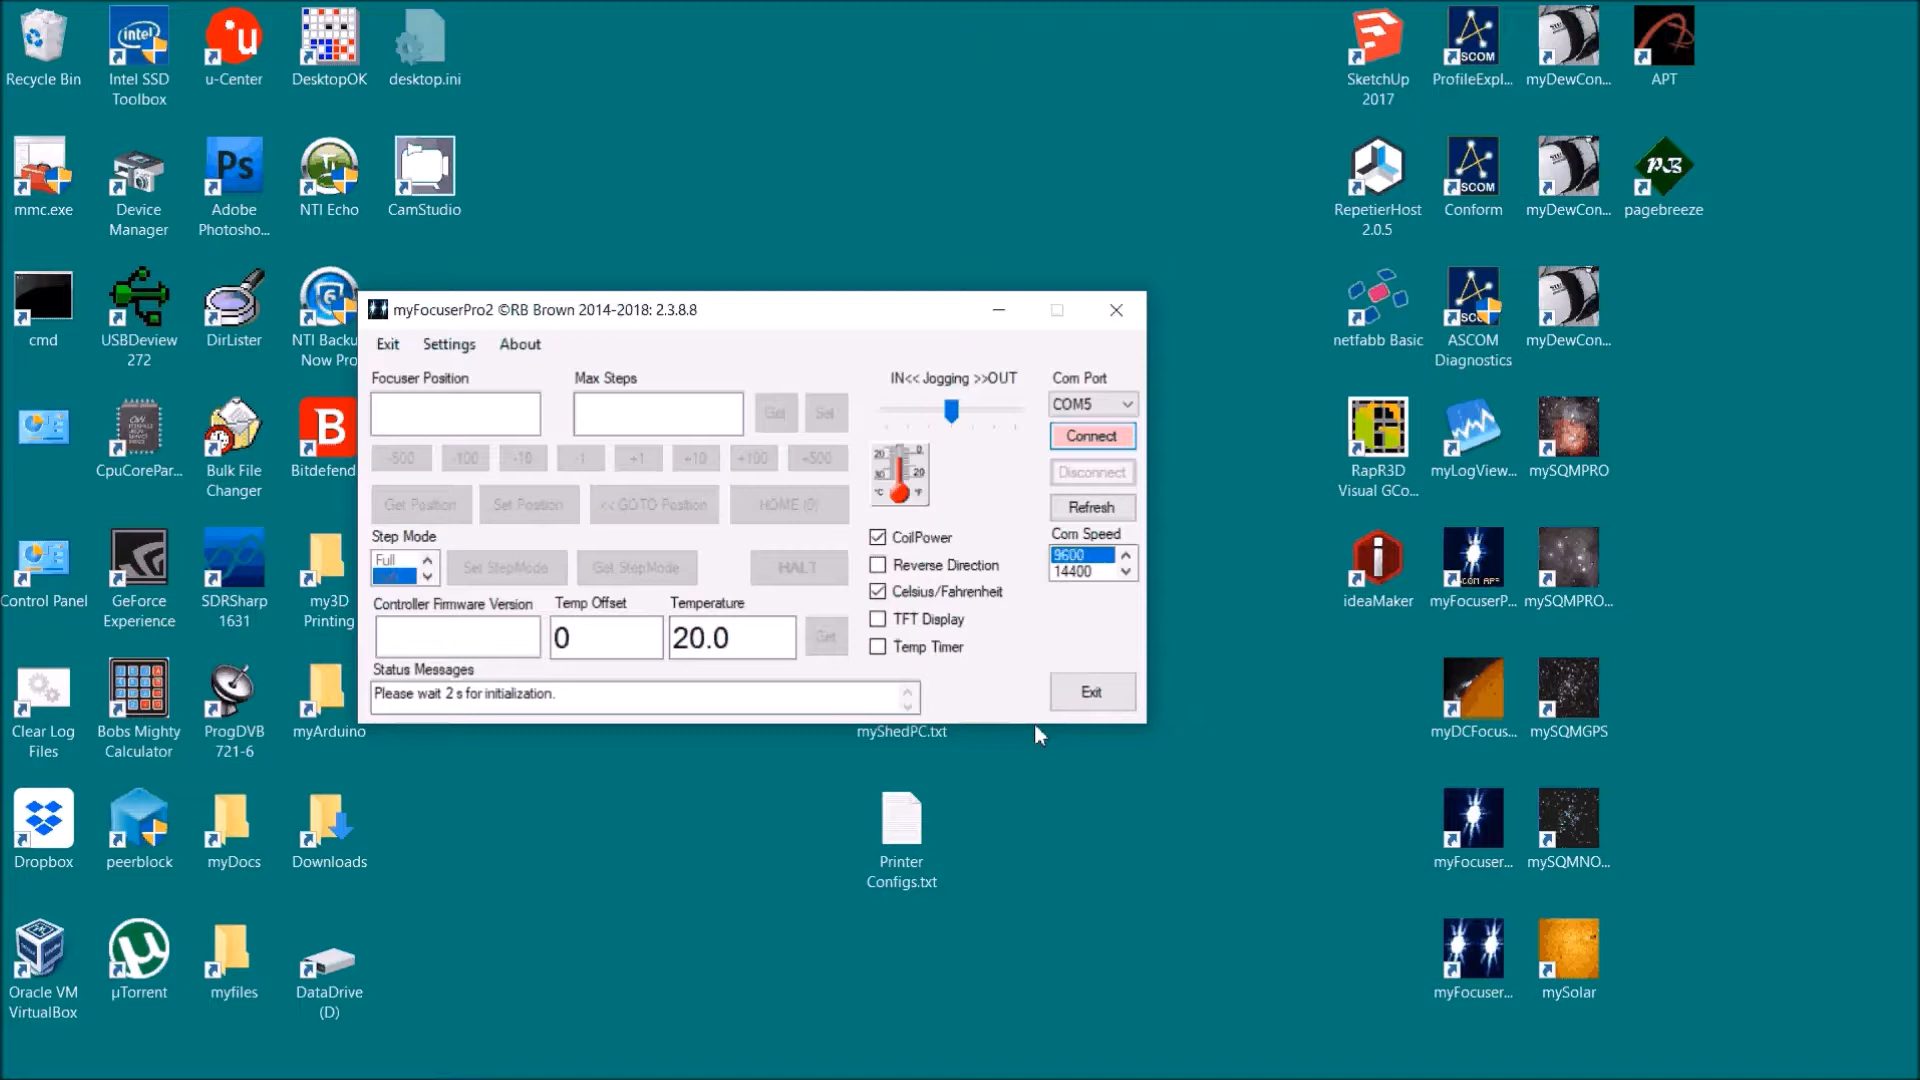 Recycle Bin
Intel SSD
Toolbox
u-Center
DesktopOK
desktop.ini
SketchUp
2017
ProfileExpl...
myDewCon...
APT
mmc.exe
Device
Manager
Adobe
Photosho...
NTI Echo
CamStudio
RepetierHost
2.0.5
Conform
myDewCon...
pagebreeze
cmd
USBDeview
272
DirLister
NTI Backu
Now Pro
netfabb Basic
ASCOM
Diagnostics
myDewCon...
CpuCorePar...
Bulk File
Changer
Bitdefend
RapR3D
Visual GCo...
myLogView...
mySQMPRO
Control Panel
GeForce
Experience
SDRSharp
1631
my3D
Printing
ideaMaker
myFocuserP...
mySQMPRO...
Clear Log
Files
Bobs Mighty
Calculator
ProgDVB
721-6
myArduino
myShedPC.txt
myDCFocus...
mySQMGPS
Dropbox
peerblock
myDocs
Downloads
Printer
Configs.txt
myFocuser...
mySQMNO...
Oracle VM
VirtualBox
µTorrent
myfiles
DataDrive
(D)
myFocuser...
mySolar
intel
u
Ps
B
SCOM
SCOM
PB
myFocuserPro2 ©RB Brown 2014-2018: 2.3.8.8
Exit Settings About
Focuser Position
Max Steps
IN<< Jogging >>OUT
Com Port
Get Set
COM5
Connect
-500 -100 -10 -1 +1 +10 +100 +500
Disconnect
Get Position Set Position << GOTO Position HOME (0)
Refresh
Step Mode
CoilPower
Com Speed
Full
Set StepMode Get StepMode HALT
Reverse Direction
9600
14400
Celsius/Fahrenheit
Controller Firmware Version Temp Offset Temperature
TFT Display
0
20.0
Get
Temp Timer
Status Messages
Please wait 2 s for initialization.
Exit